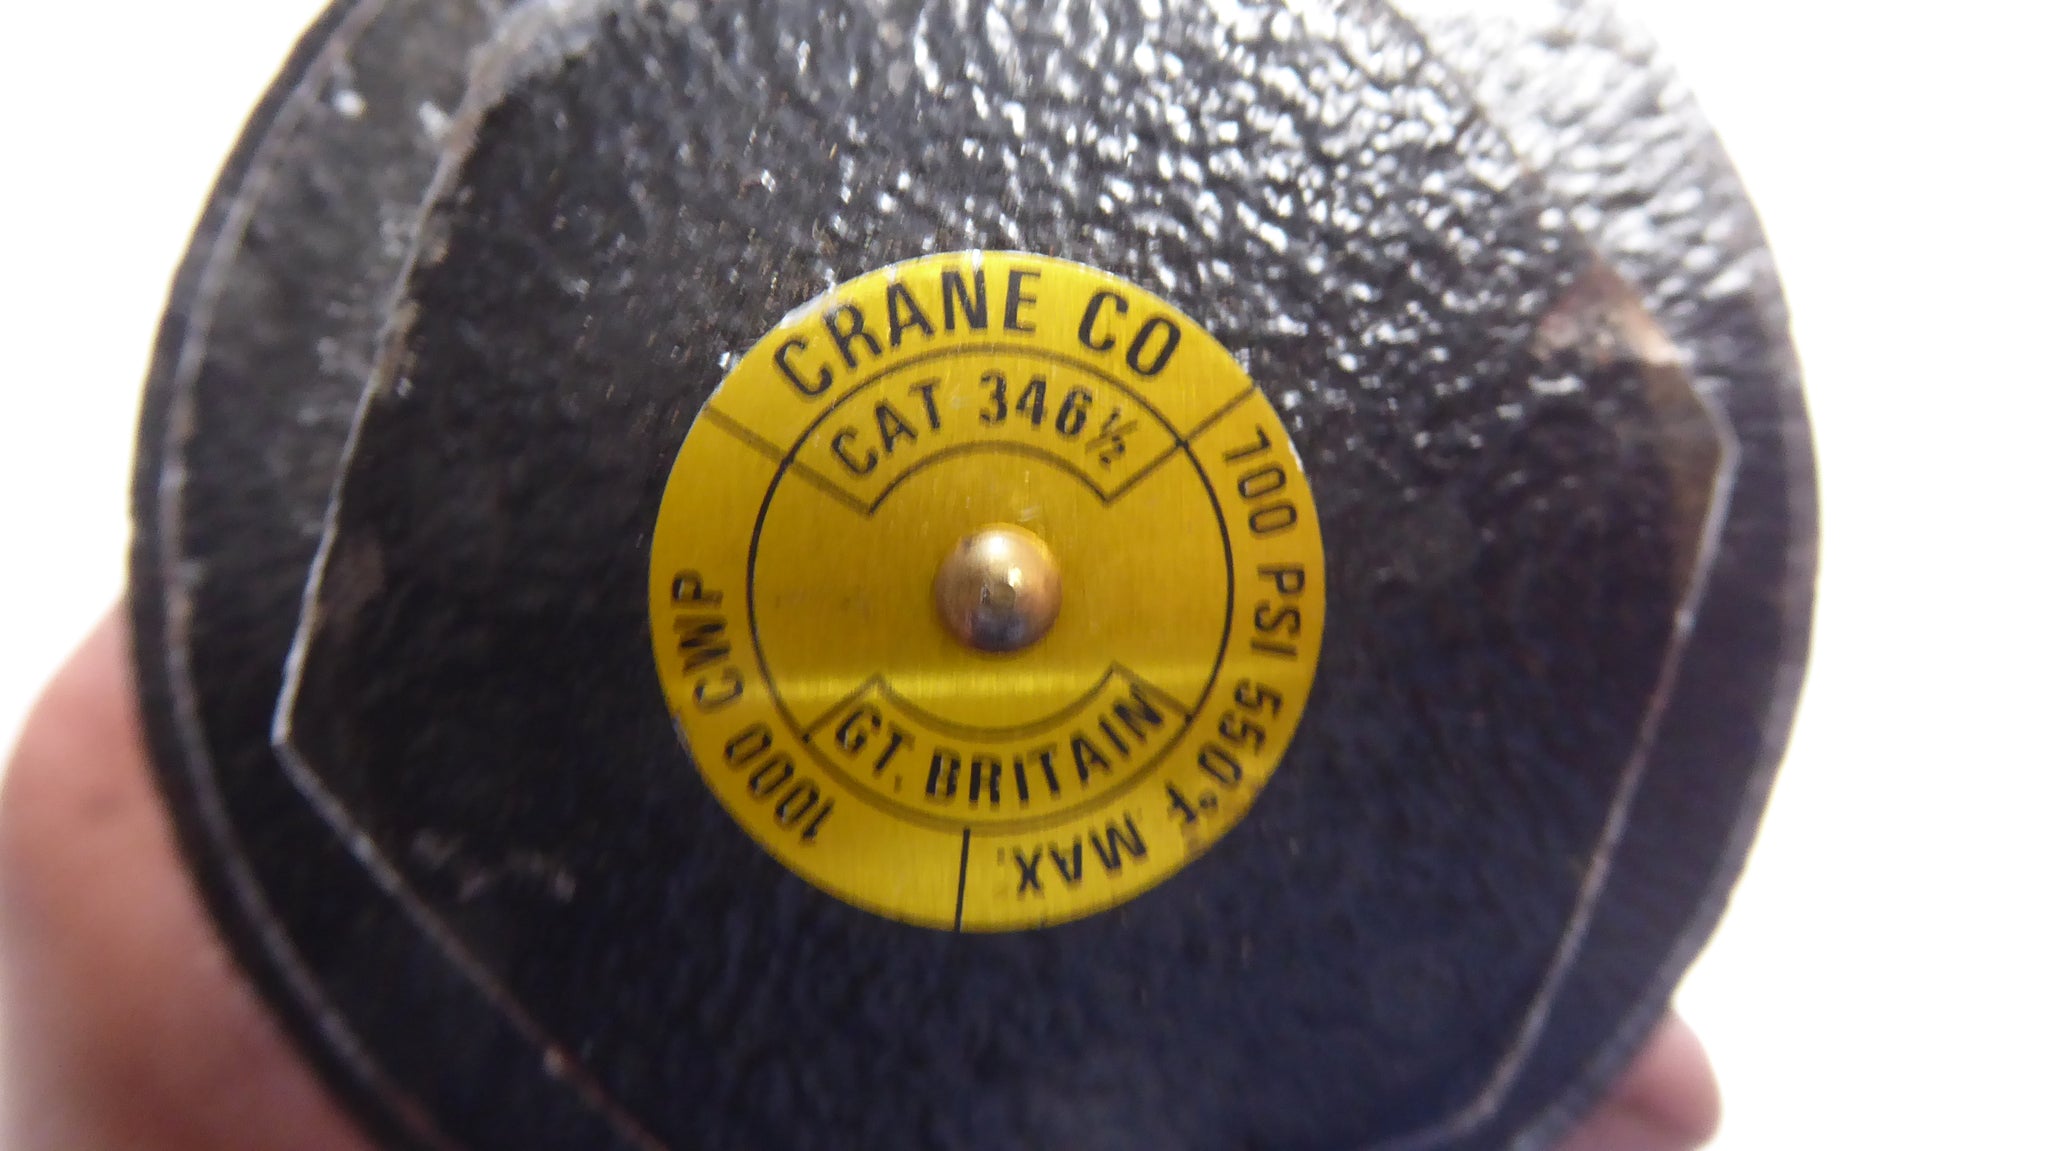 CRANE CO
CAT 346½
700 PSI 550°F MAX.
1000 CWP
GT. BRITAIN